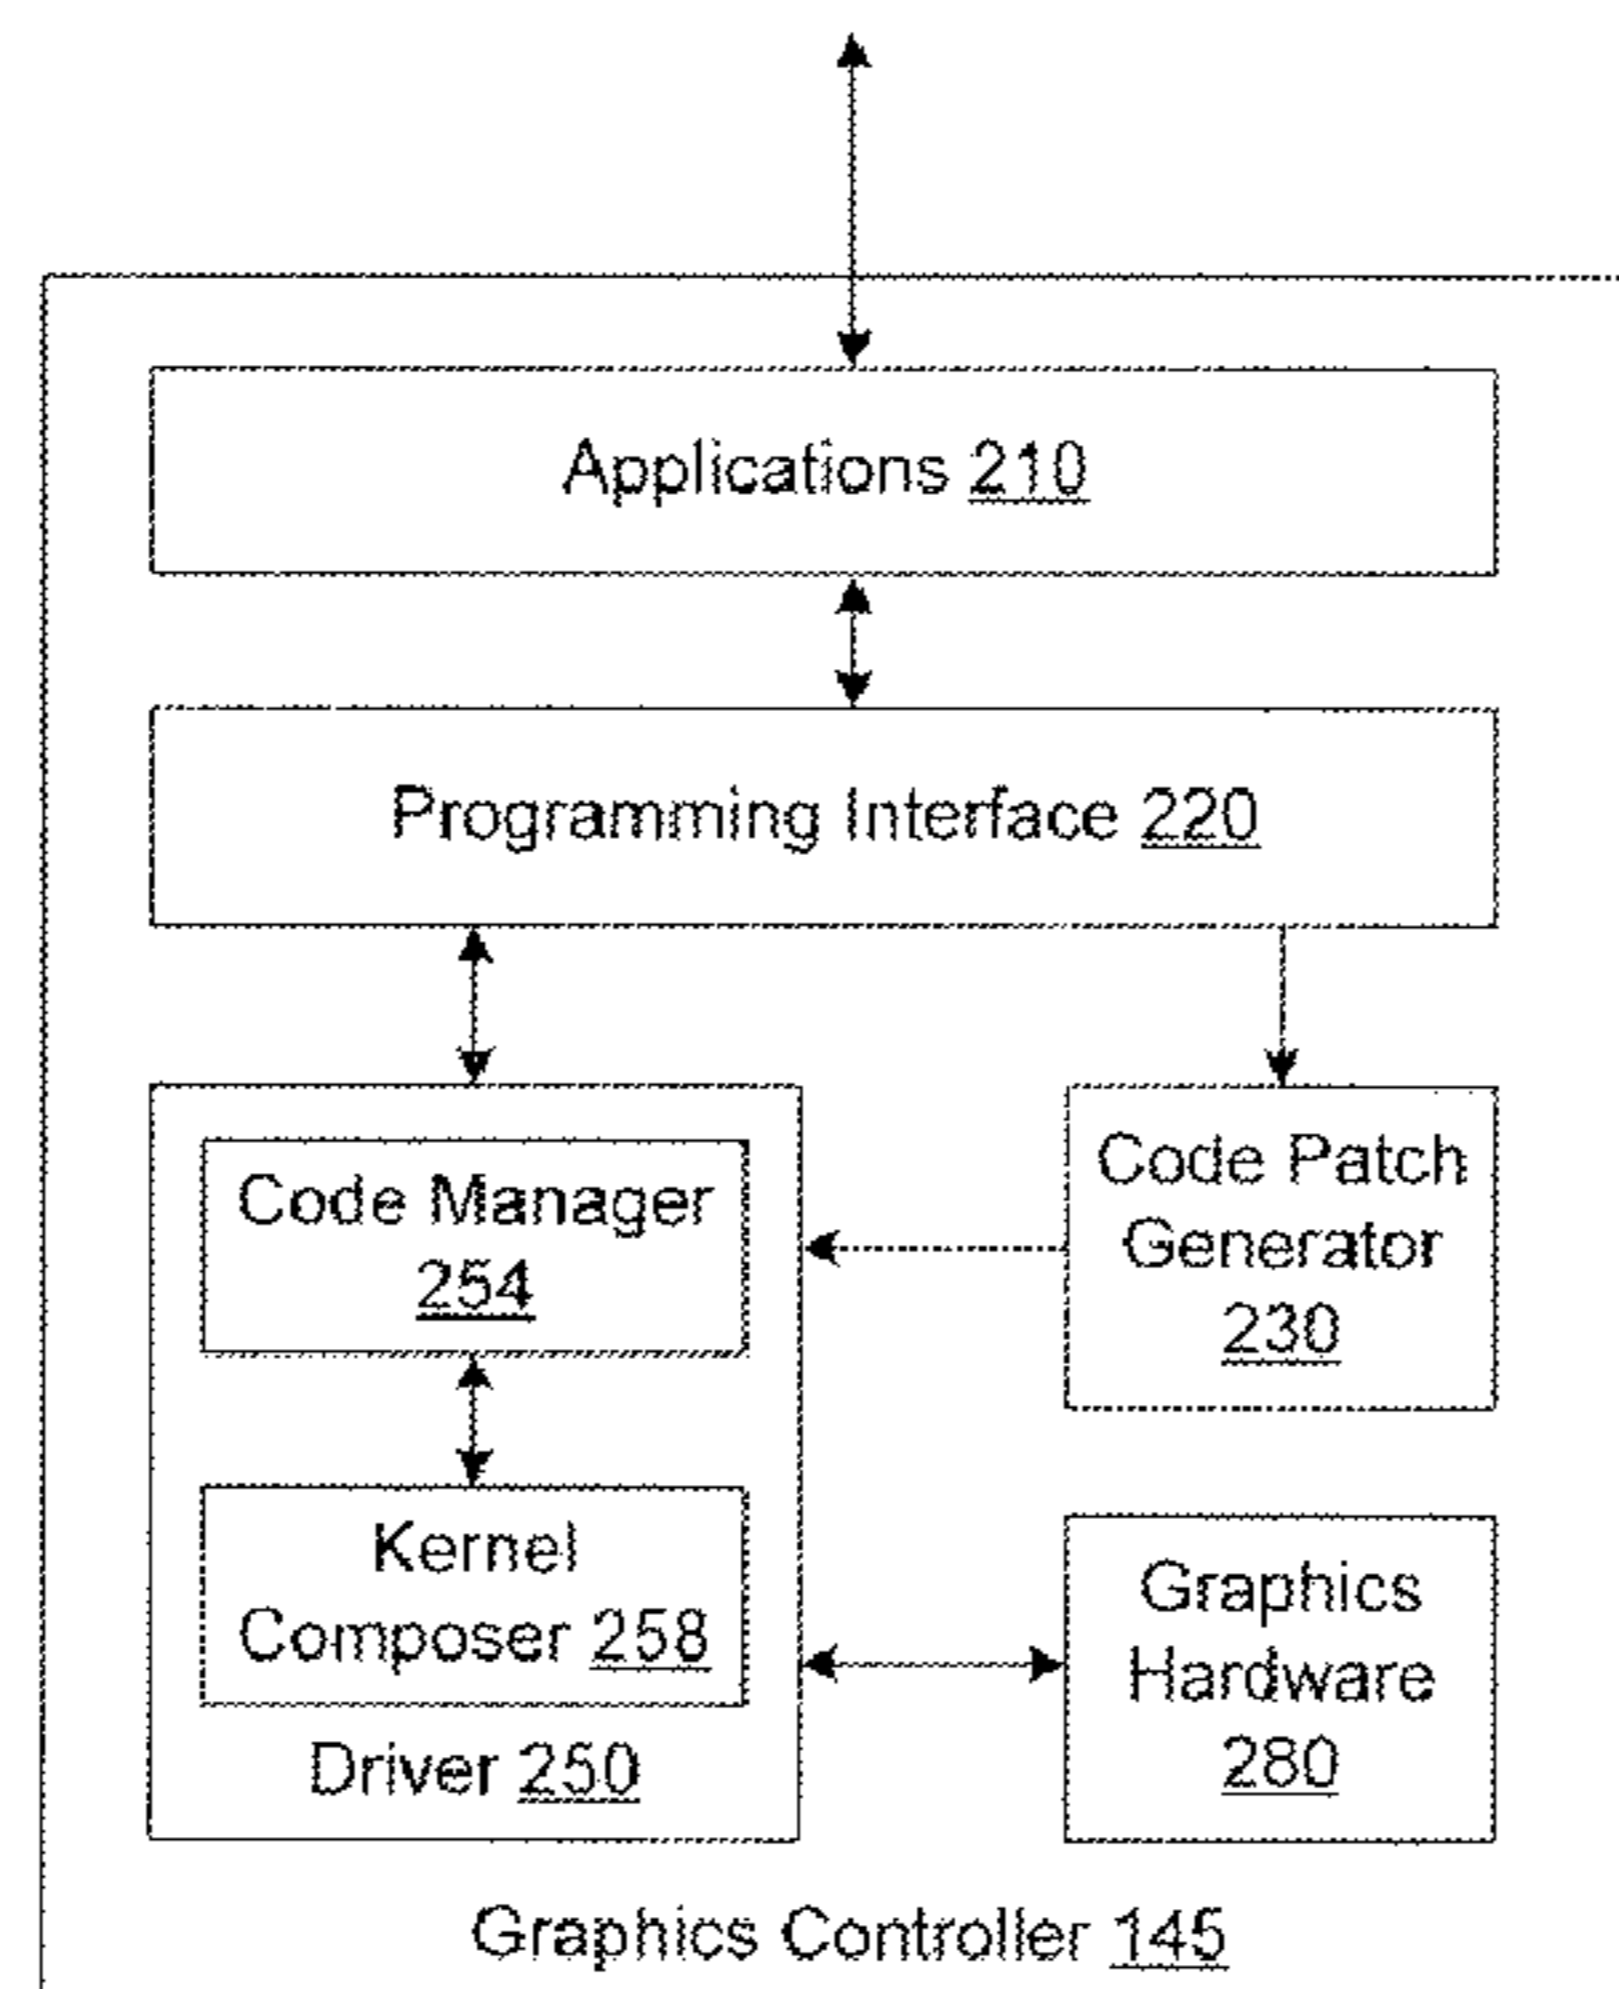 Applications 210
Programming Interface 220
Code Manager
254
Kernel
Composer 258
Driver 250
Code Patch
Generator
230
Graphics
Hardware
280
Graphics Controller 145